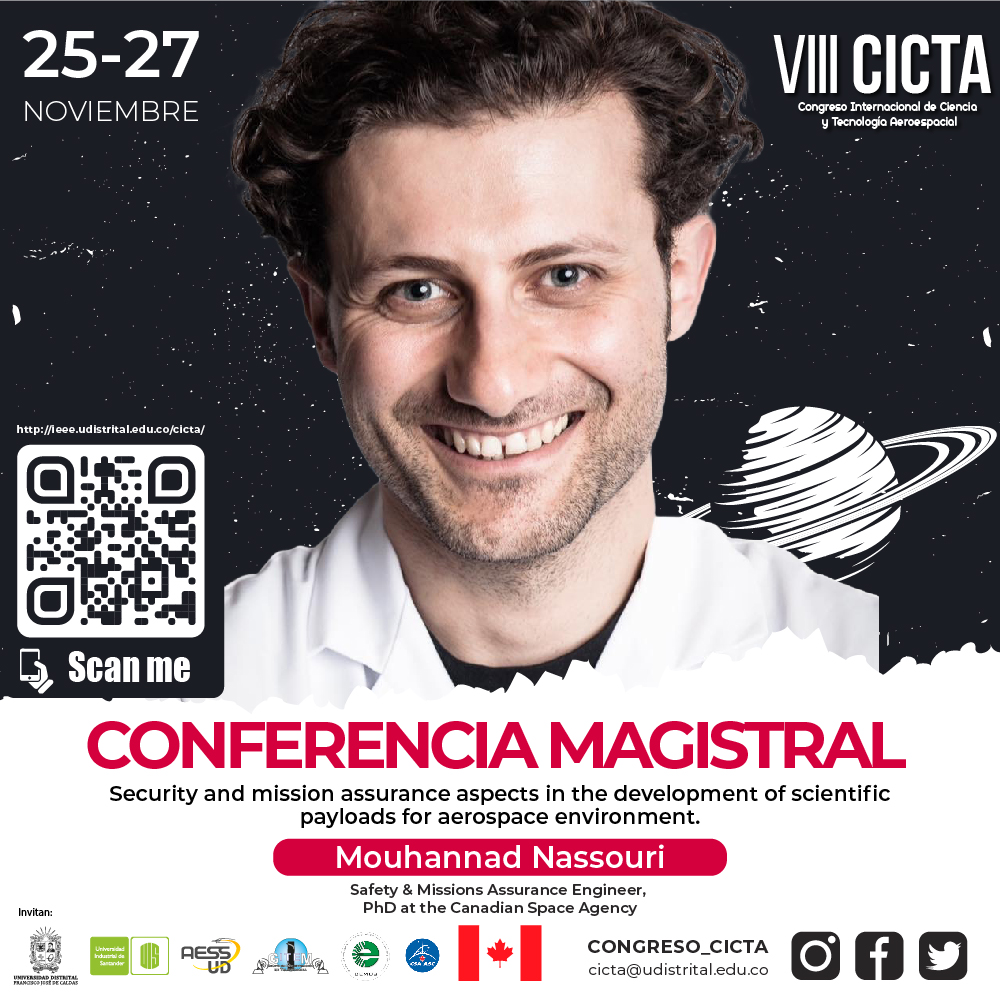 25-27
NOVIEMBRE
VIII CICTA
Congreso Internacional de Ciencia
y Tecnología Aeroespacial
http://ieee.udistrital.edu.co/cicta/
Scan me
CONFERENCIA MAGISTRAL
Security and mission assurance aspects in the development of scientific
payloads for aerospace environment.
Mouhannad Nassouri
Safety & Missions Assurance Engineer,
PhD at the Canadian Space Agency
Invitan:
UNIVERSIDAD DISTRITAL
FRANCISCO JOSÉ DE CALDAS
Universidad
Industrial de
Santander
UIS
AESS
UD
CSA ASC
CONGRESO_CICTA
cicta@udistrital.edu.co